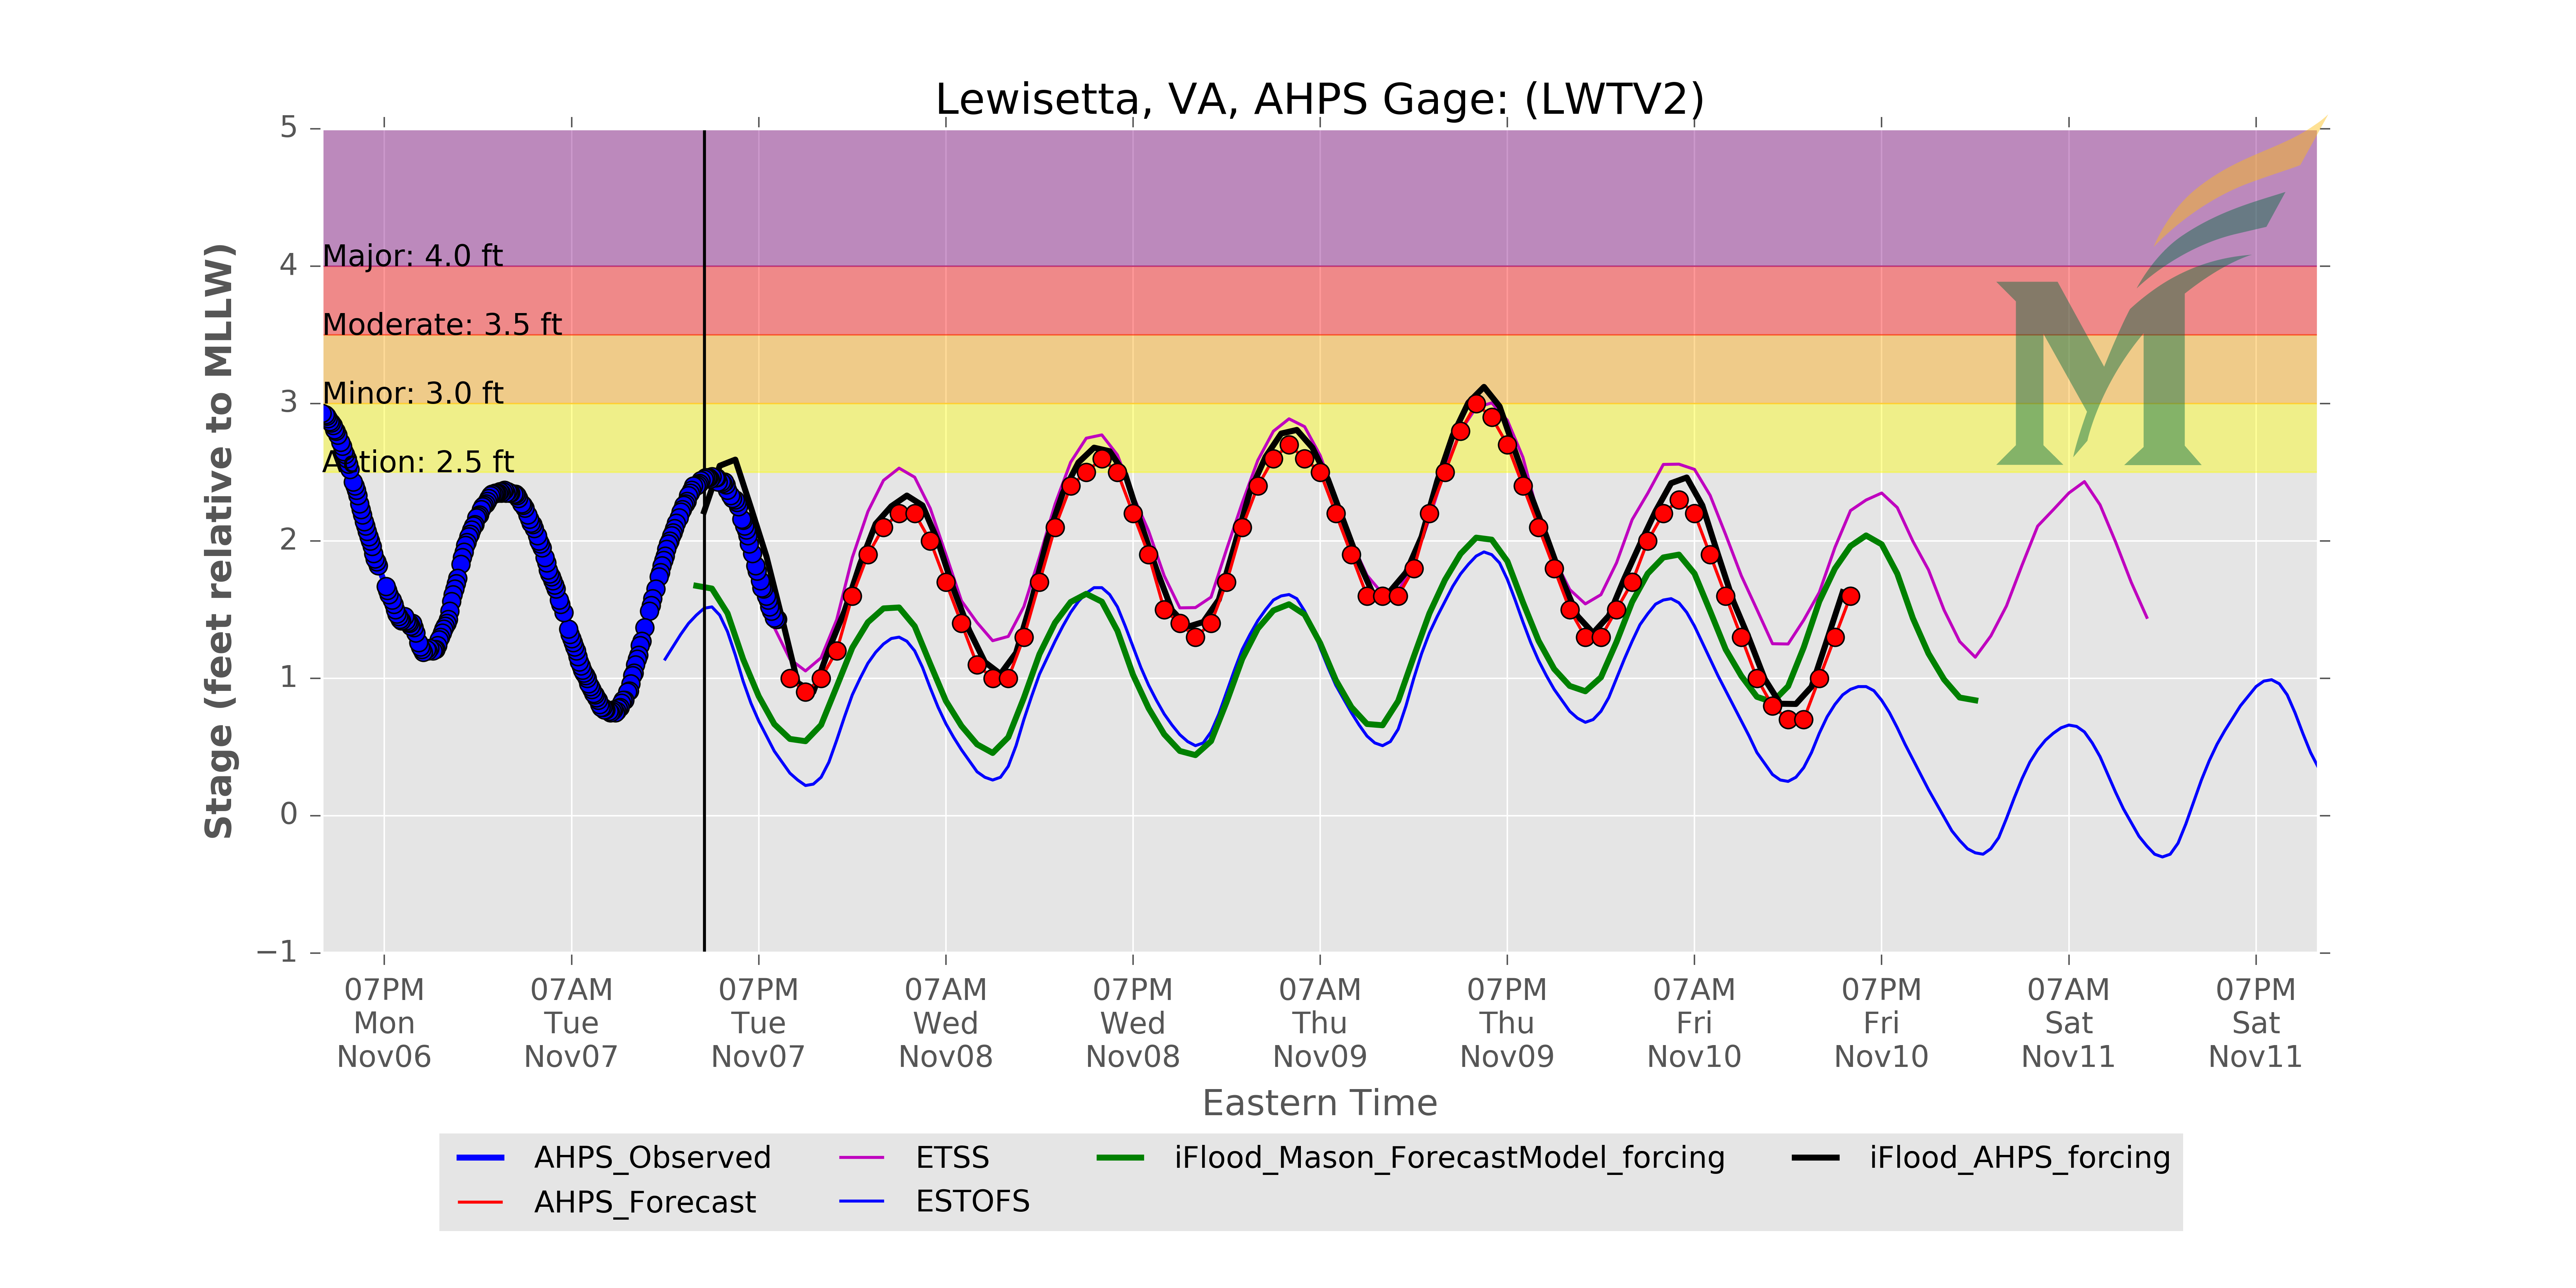 Lewisetta, VA, AHPS Gage: (LWTV2)
Stage (feet relative to MLLW)
5
4
3
2
1
0
−1
Major: 4.0 ft
Moderate: 3.5 ft
Minor: 3.0 ft
Action: 2.5 ft
M
07PM 07AM 07PM 07AM 07PM 07AM 07PM 07AM 07PM 07AM 07PM
Mon Tue Tue Wed Wed Thu Thu Fri Fri Sat Sat
Nov06 Nov07 Nov07 Nov08 Nov08 Nov09 Nov09 Nov10 Nov10 Nov11 Nov11
Eastern Time
AHPS_Observed ETSS iFlood_Mason_ForecastModel_forcing iFlood_AHPS_forcing
AHPS_Forecast ESTOFS